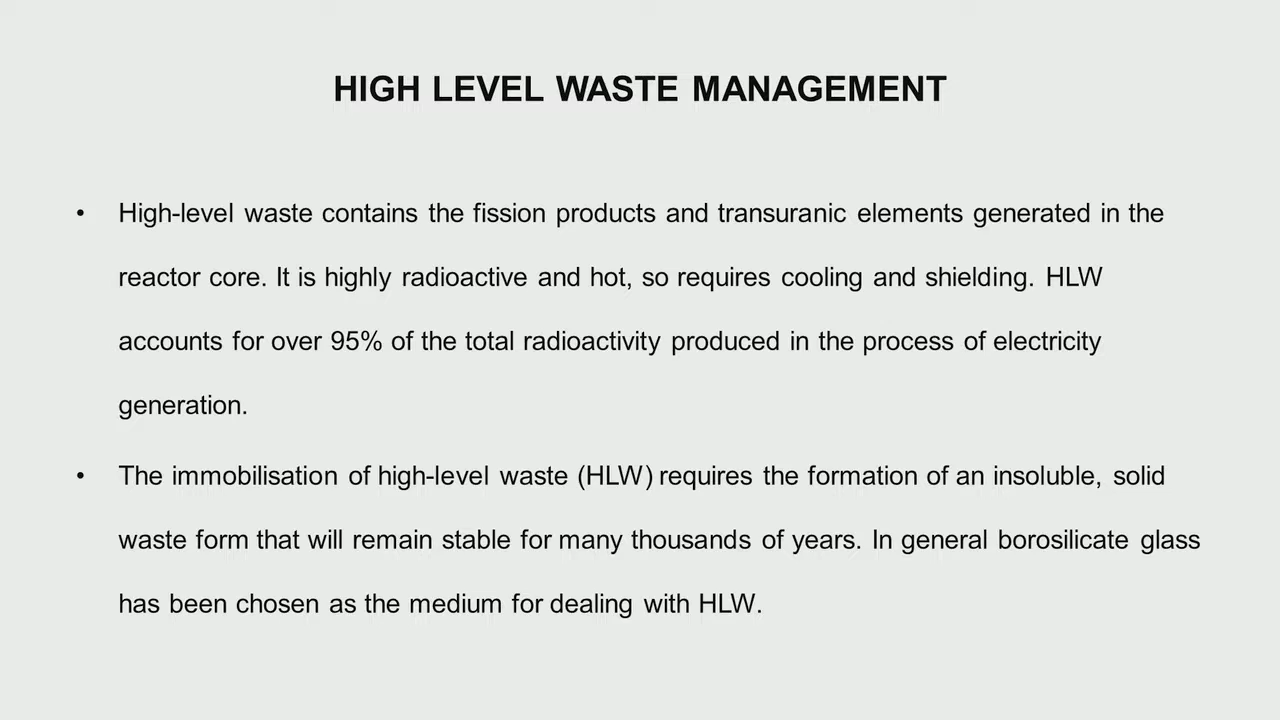 HIGH LEVEL WASTE MANAGEMENT
• High-level waste contains the fission products and transuranic elements generated in the
reactor core. It is highly radioactive and hot, so requires cooling and shielding. HLW
accounts for over 95% of the total radioactivity produced in the process of electricity
generation.
• The immobilisation of high-level waste (HLW) requires the formation of an insoluble, solid
waste form that will remain stable for many thousands of years. In general borosilicate glass
has been chosen as the medium for dealing with HLW.